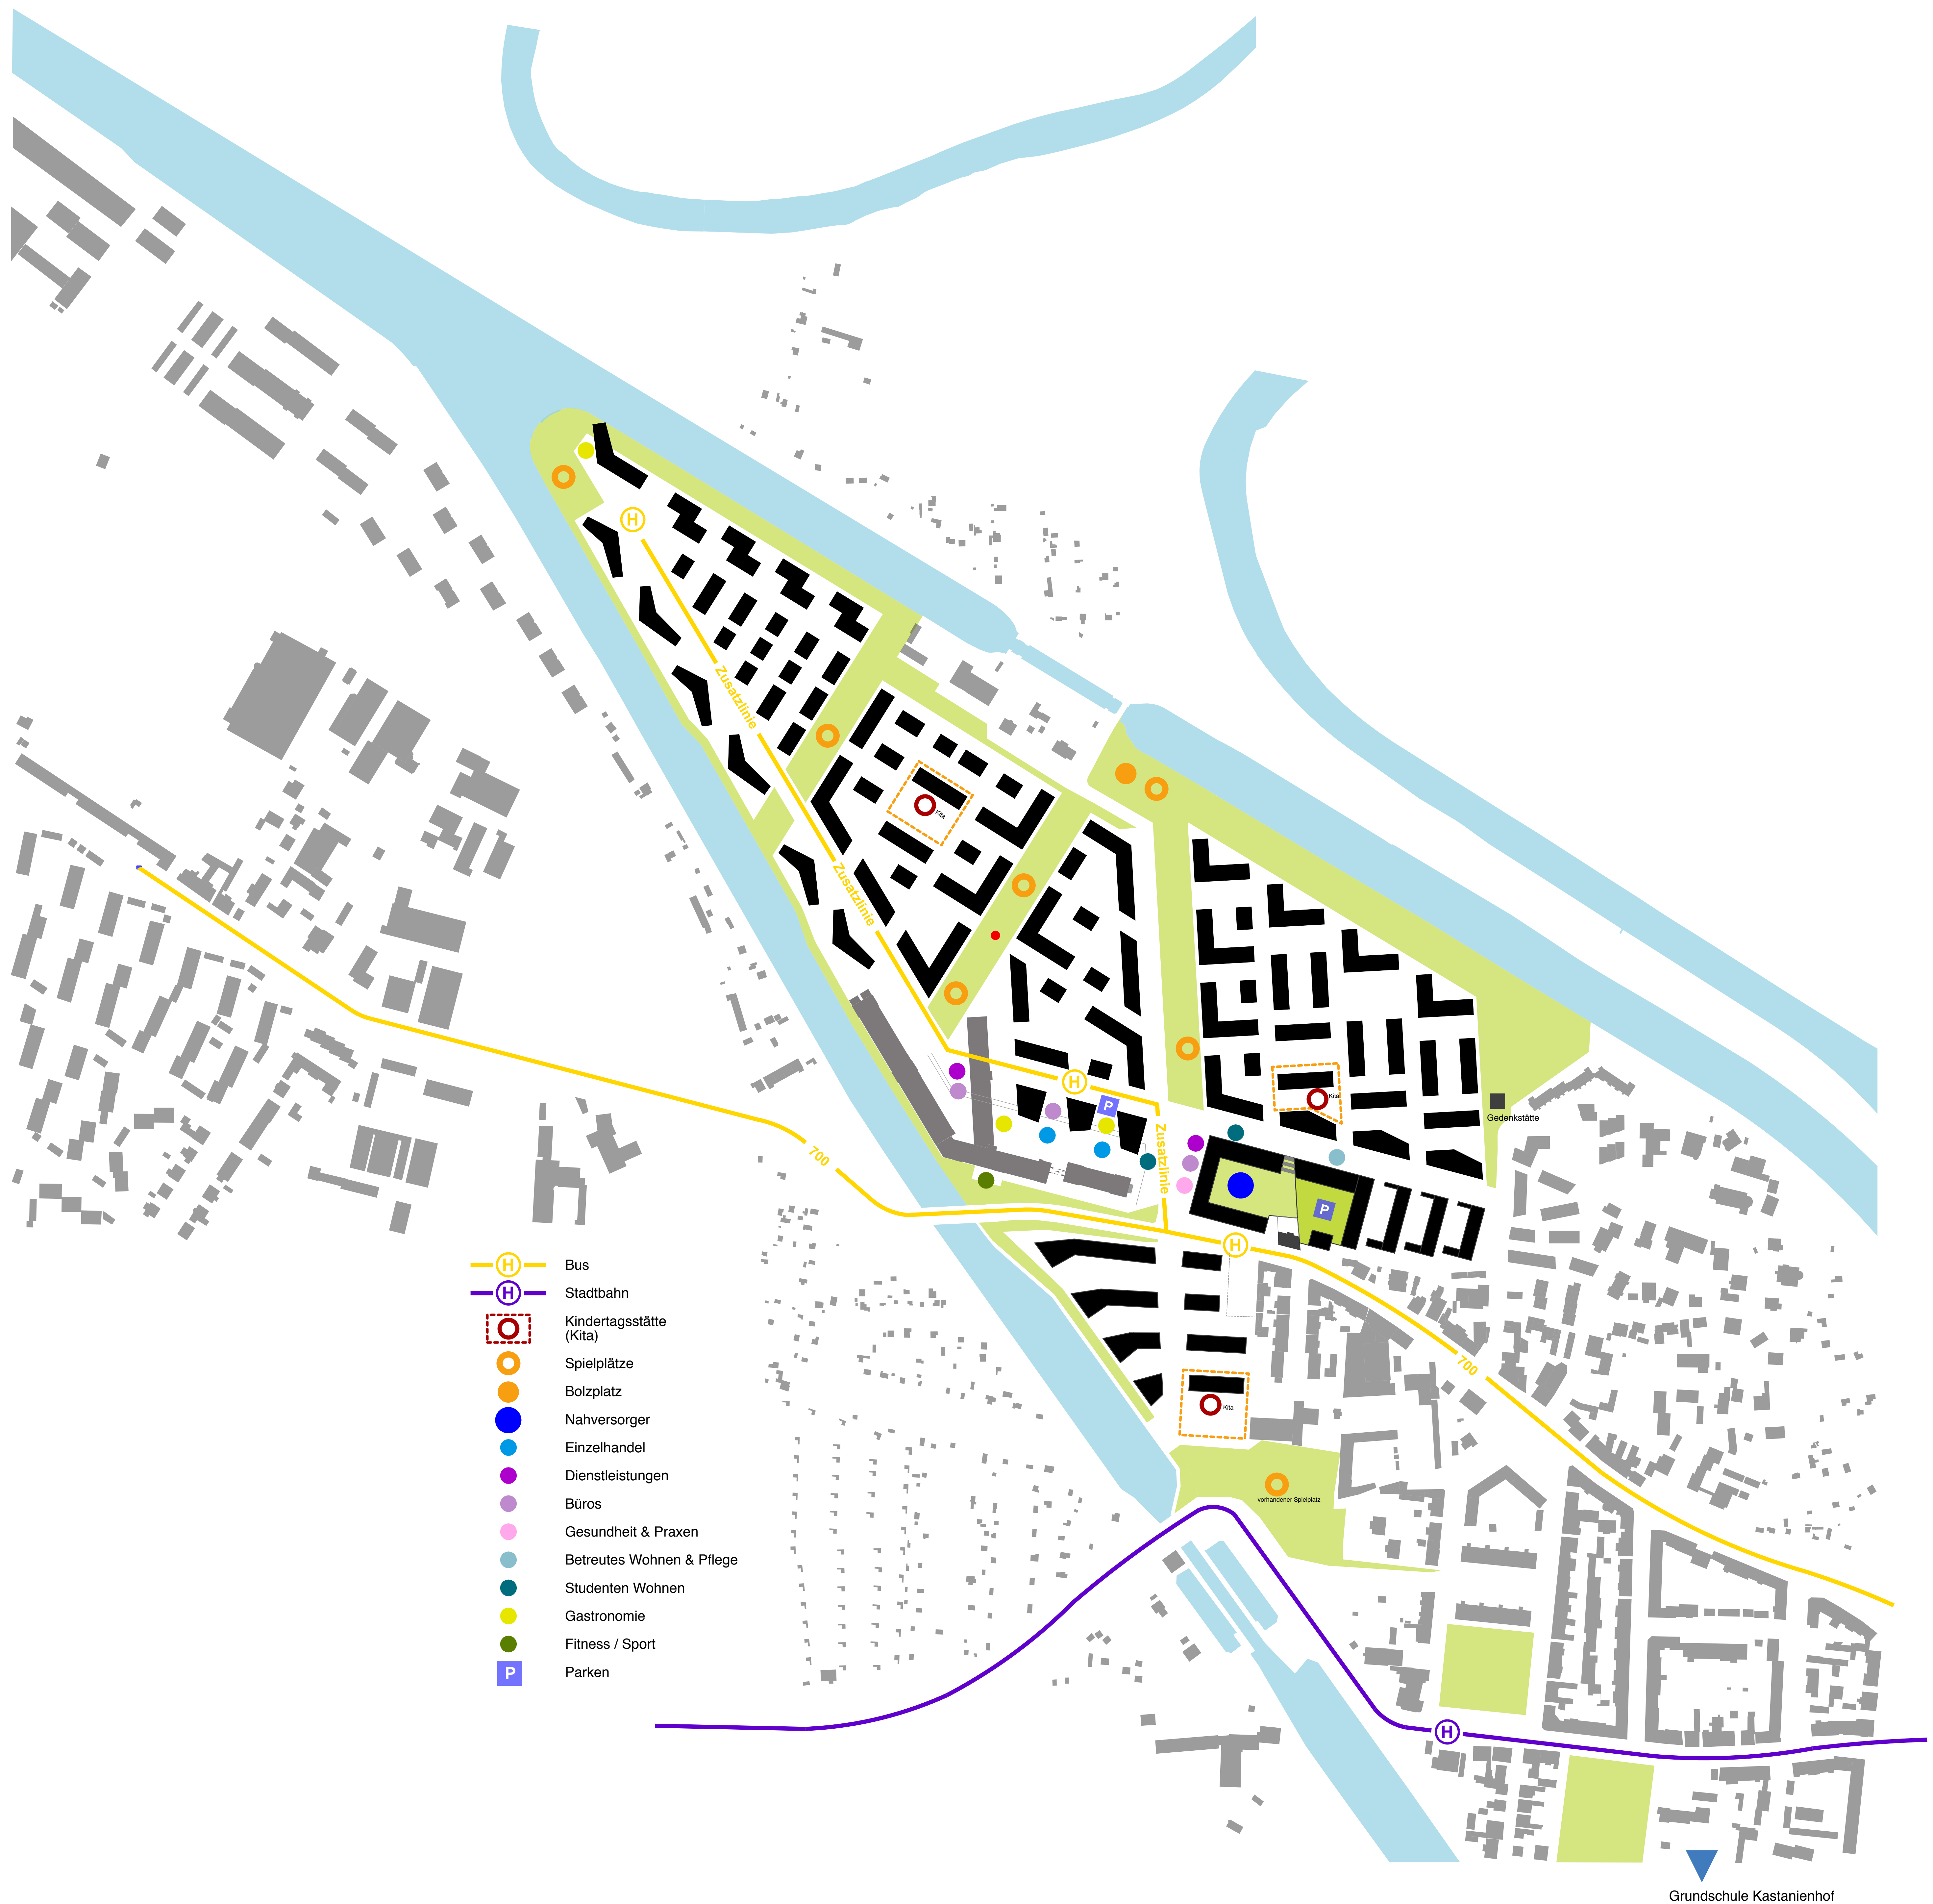 H
Zusatzlinie
Kita
Zusatzlinie
H
P
Kita
Gedenkstätte
Zusatzlinie
700
P
H
700
Kita
vorhandener Spielplatz
H Bus
H Stadtbahn
Kindertagsstätte
(Kita)
Spielplätze
Bolzplatz
Nahversorger
Einzelhandel
Dienstleistungen
Büros
Gesundheit & Praxen
Betreutes Wohnen & Pflege
Studenten Wohnen
Gastronomie
Fitness / Sport
P Parken
H
Grundschule Kastanienhof